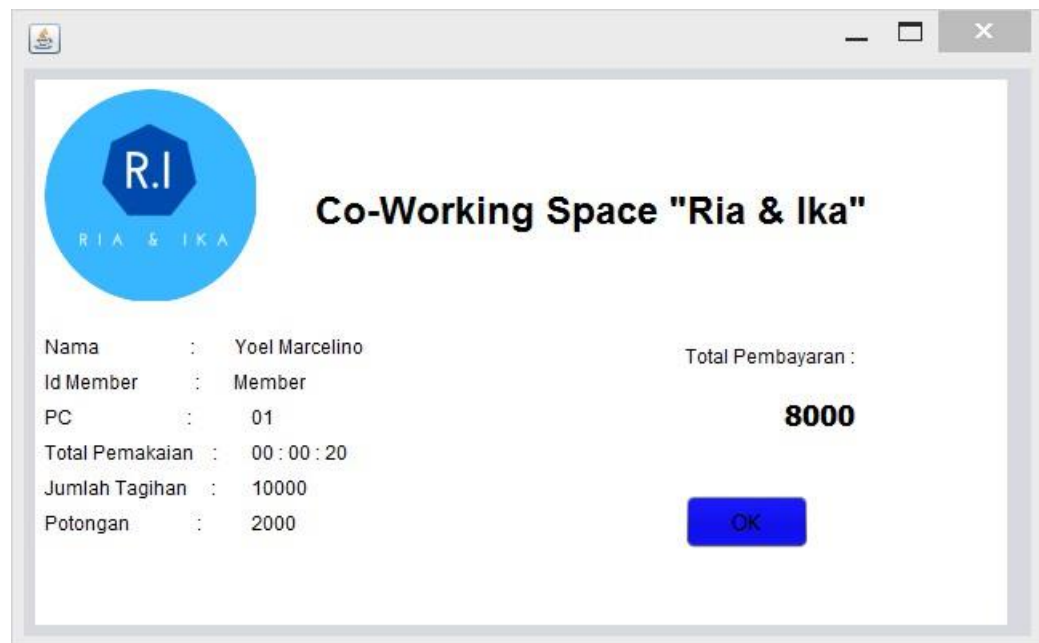 R.I
RIA & IKA
Co-Working Space "Ria & Ika"
Nama : Yoel Marcelino
Id Member : Member
PC : 01
Total Pemakaian : 00 : 00 : 20
Jumlah Tagihan : 10000
Potongan : 2000
Total Pembayaran :
8000
OK